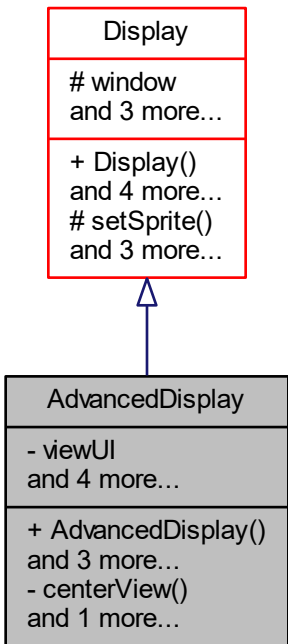 Display
# window
and 3 more...
+ Display()
and 4 more...
# setSprite()
and 3 more...
AdvancedDisplay
- viewUI
and 4 more...
+ AdvancedDisplay()
and 3 more...
- centerView()
and 1 more...